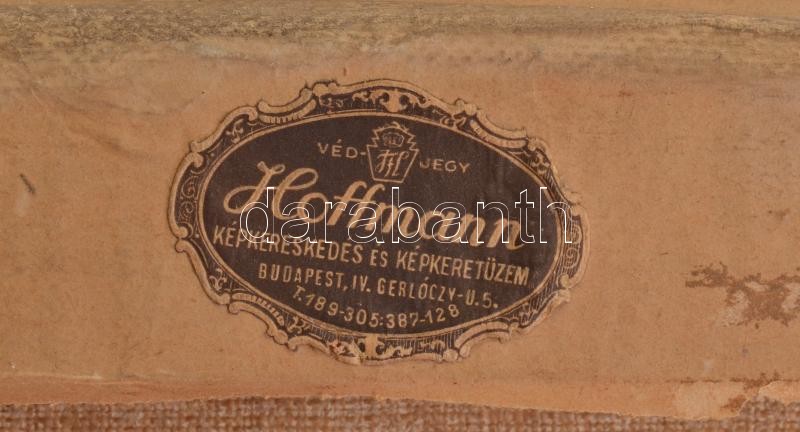 VÉD-JEGY
Hoffmann
KÉPKERESKEDÉS ÉS KÉPKERETÜZEM
BUDAPEST, IV. GERLÓCZY-U. 5.
T. 189-305·387-128
darabanth